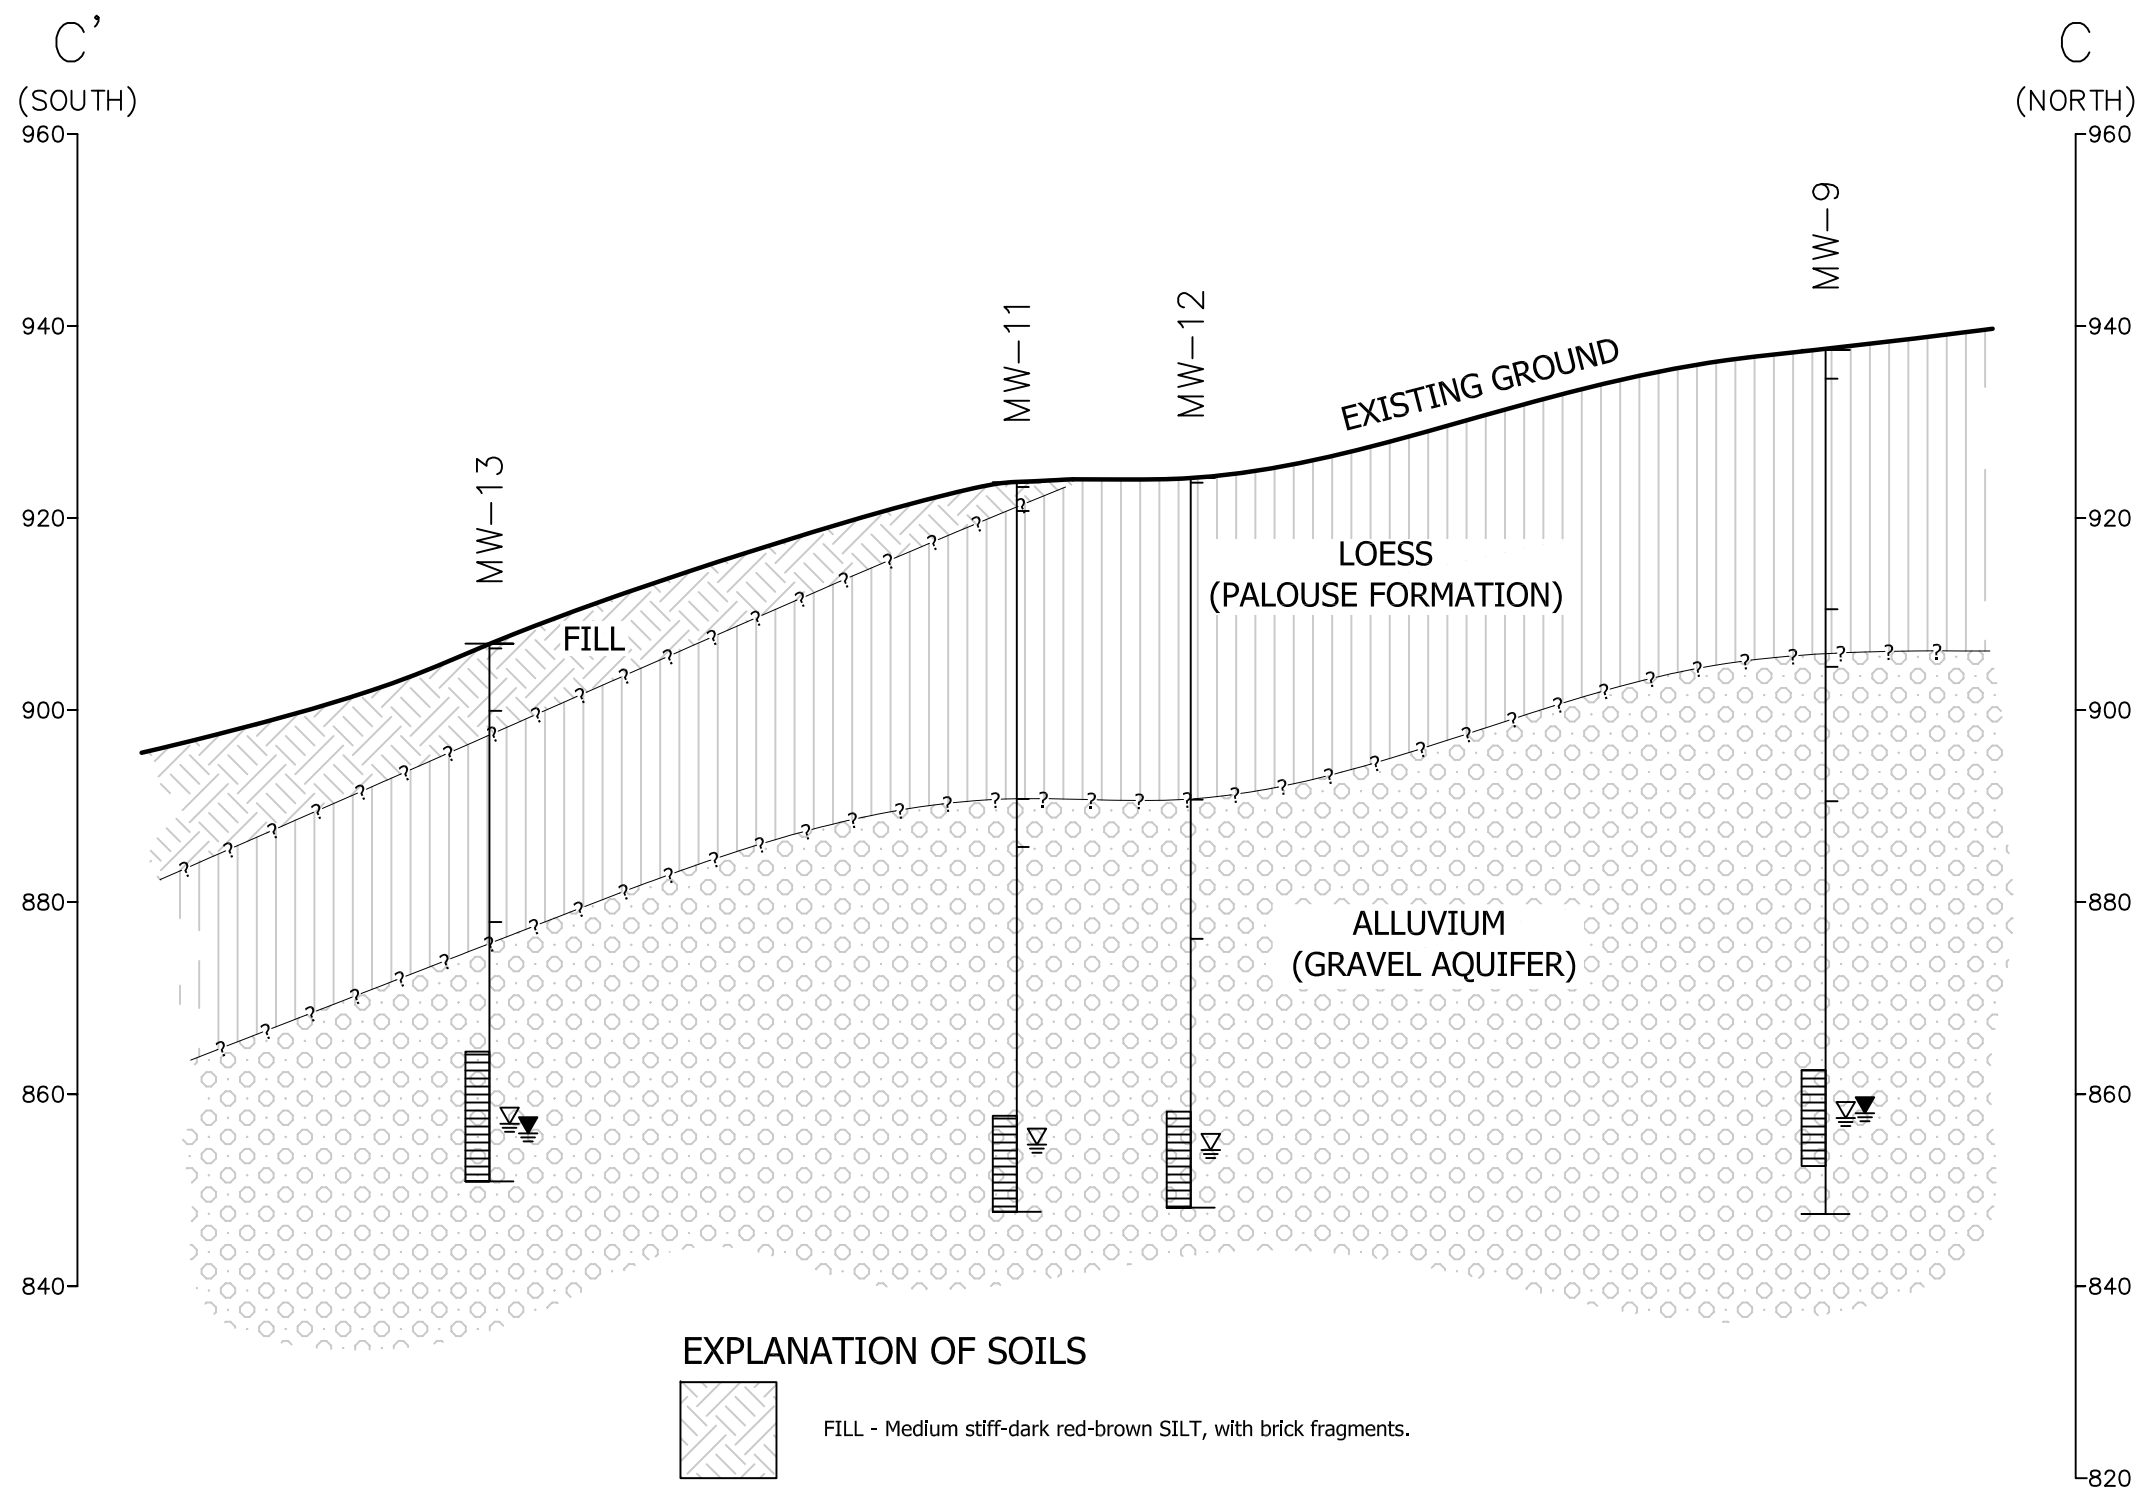 C' C
(SOUTH) (NORTH)
960 960
MW-9
940 940
MW-11
MW-12
EXISTING GROUND
MW-13
920 920
LOESS
(PALOUSE FORMATION)
FILL
900 900
880 880
ALLUVIUM
(GRAVEL AQUIFER)
860 860
840 840
EXPLANATION OF SOILS
FILL - Medium stiff-dark red-brown SILT, with brick fragments.
820